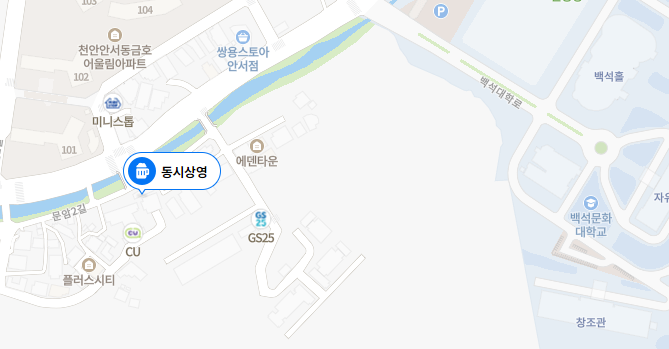 103
104
천안안서동금호
어울림아파트
102
쌍용스토아
안서점
P
미니스톱
101
에덴타운
동시상영
문암2길
GS
25
GS25
CU
CU
플러스시티
백석대학로
백석홀
자유
백석문화
대학교
창조관